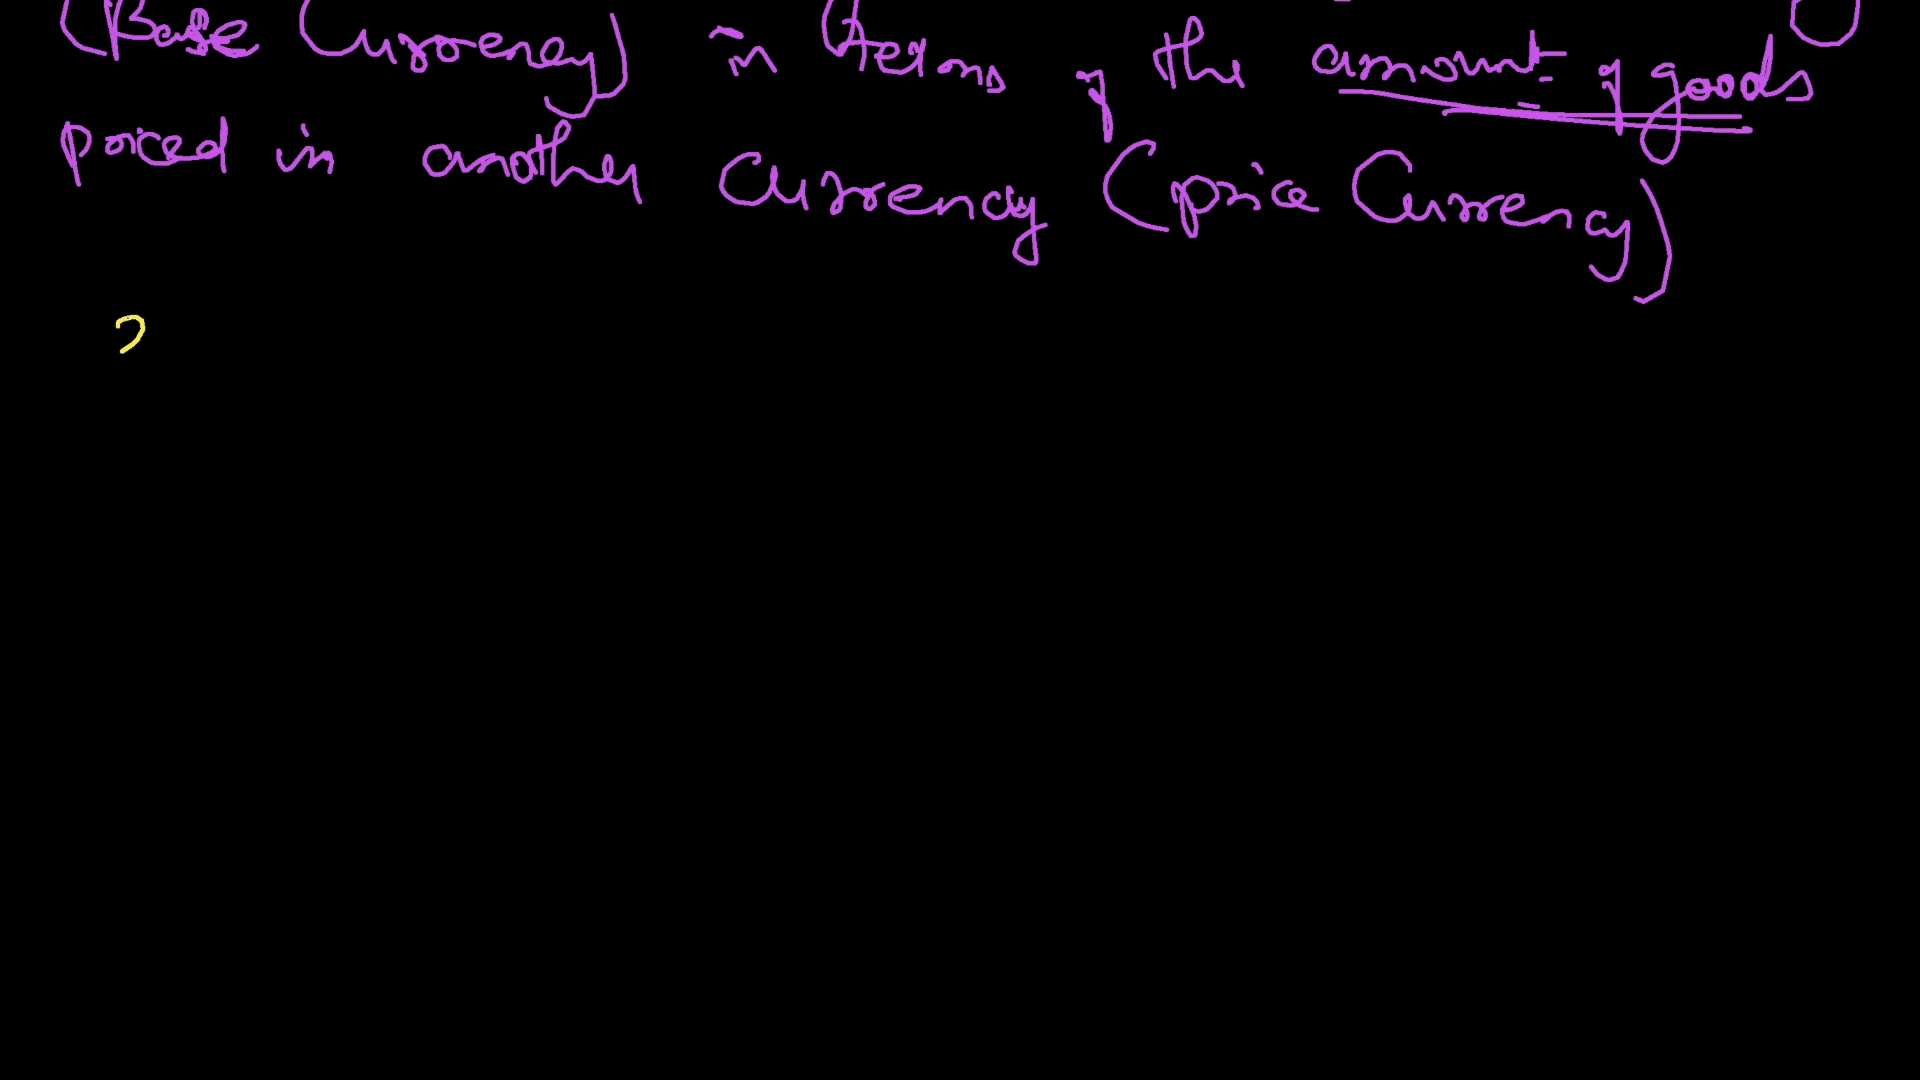 (Base Currency) in terms of the amount of goods
priced in another Currency (price Currency)